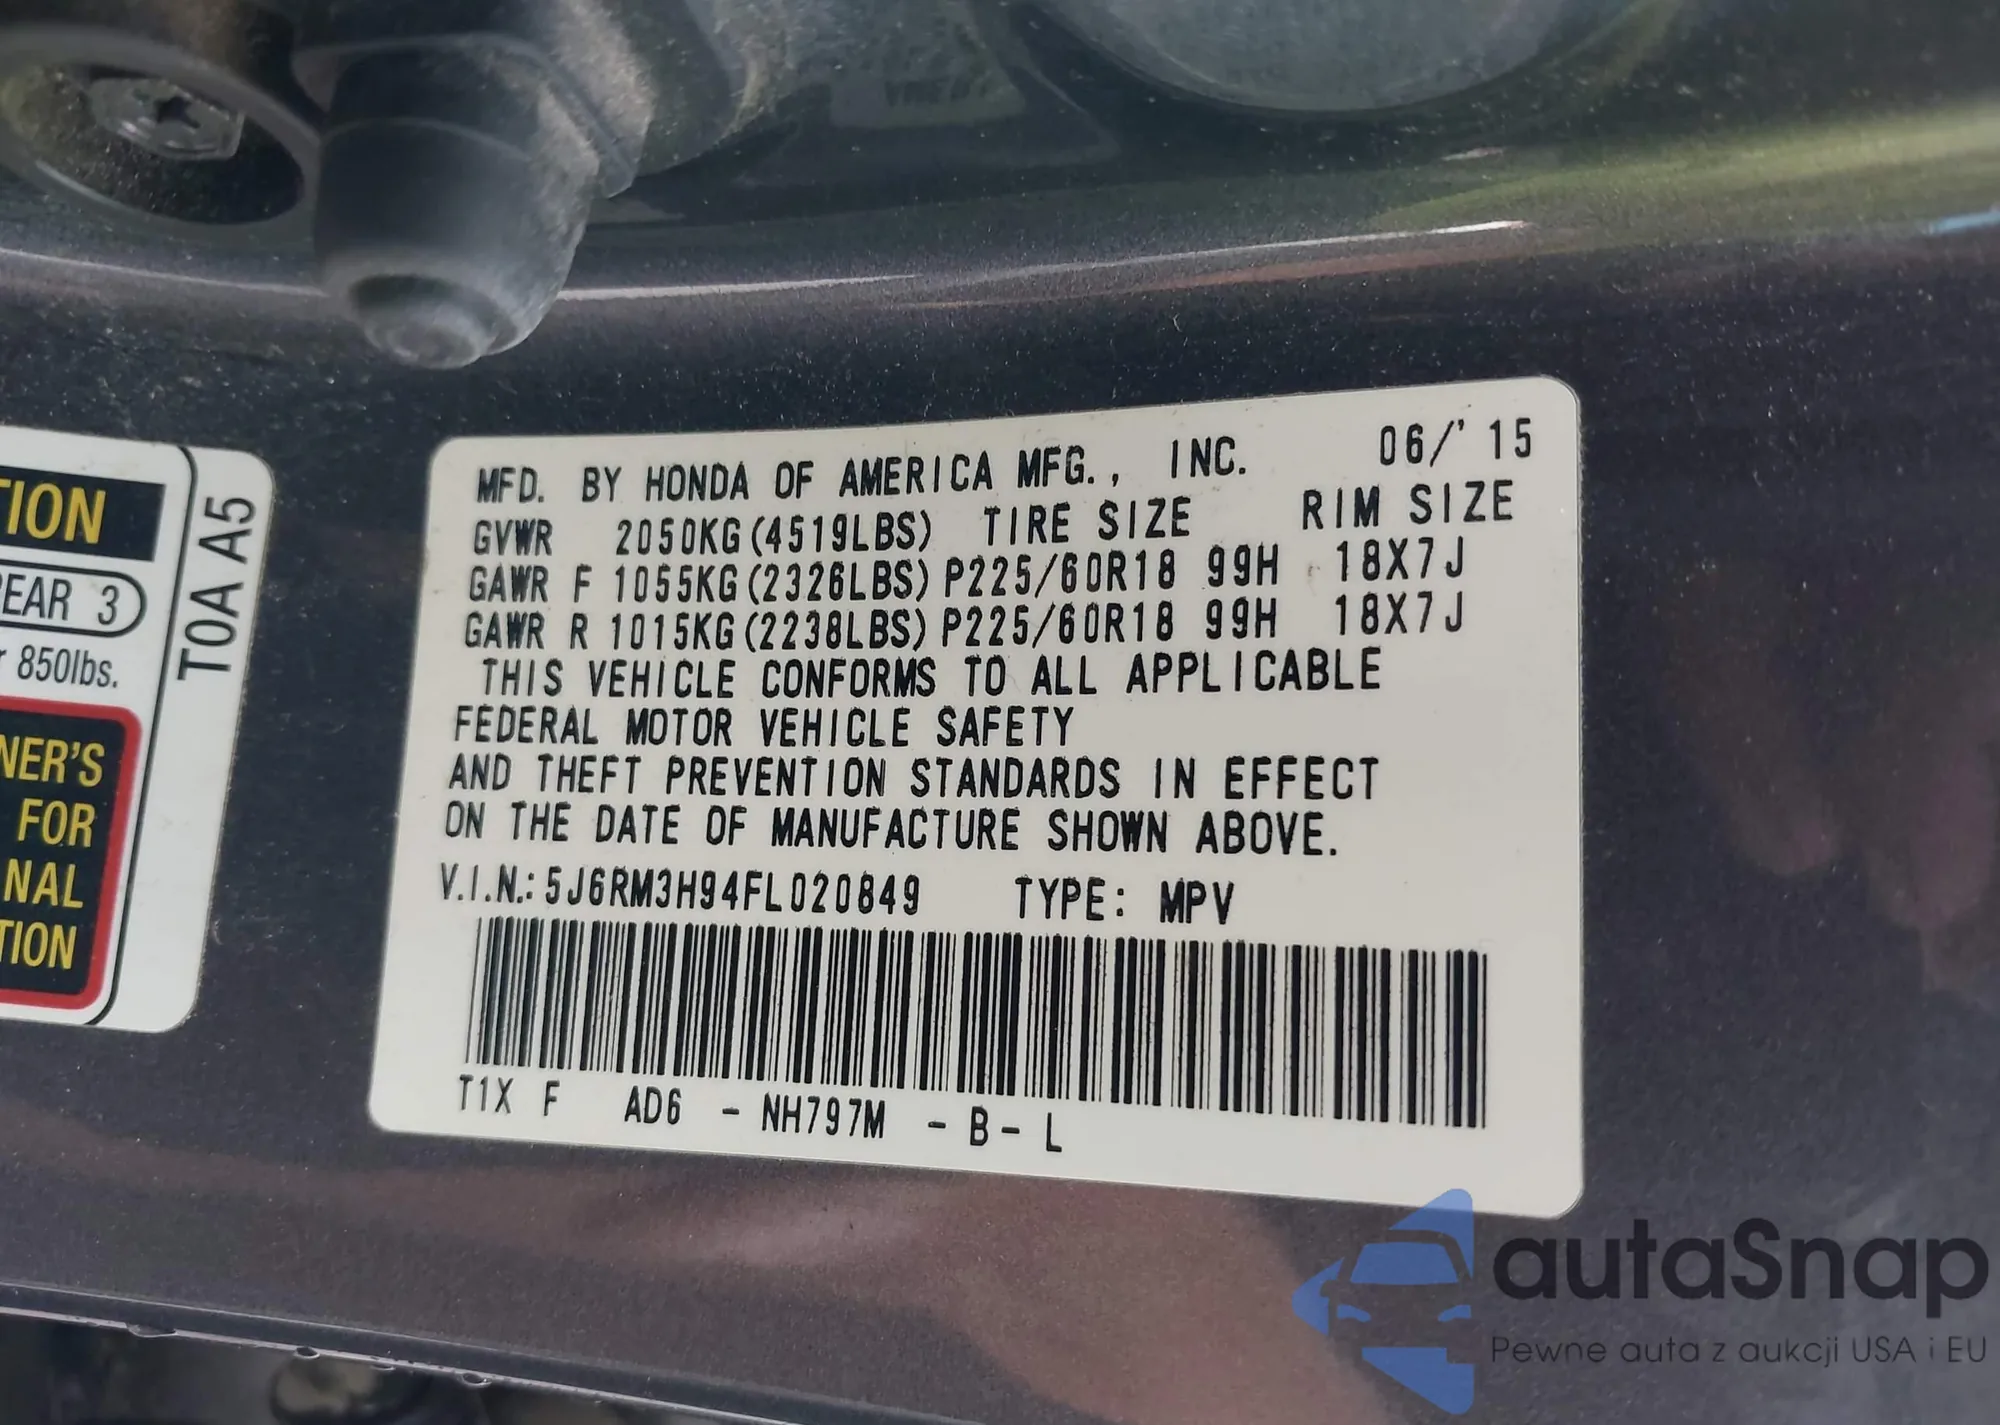 MFD. BY HONDA OF AMERICA MFG., INC. 06/'15
GVWR 2050KG(4519LBS) TIRE SIZE RIM SIZE
GAWR F 1055KG(2326LBS) P225/60R18 99H 18X7J
GAWR R 1015KG(2238LBS) P225/60R18 99H 18X7J
THIS VEHICLE CONFORMS TO ALL APPLICABLE
FEDERAL MOTOR VEHICLE SAFETY
AND THEFT PREVENTION STANDARDS IN EFFECT
ON THE DATE OF MANUFACTURE SHOWN ABOVE.
V.I.N.: 5J6RM3H94FL020849 TYPE: MPV
T1X F AD6 - NH797M - B - L
TION
EAR 3
850lbs.
NER'S
FOR
NAL
TION
T0A A5
autaSnap
Pewne auta z aukcji USA i EU